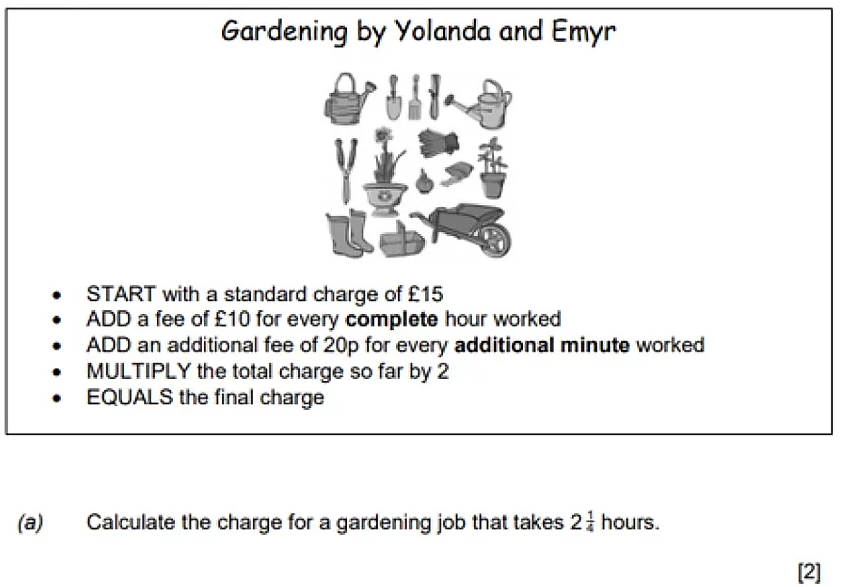 Gardening by Yolanda and Emyr
• START with a standard charge of £15
• ADD a fee of £10 for every complete hour worked
• ADD an additional fee of 20p for every additional minute worked
• MULTIPLY the total charge so far by 2
• EQUALS the final charge
(a) Calculate the charge for a gardening job that takes 2 ¼ hours.
[2]